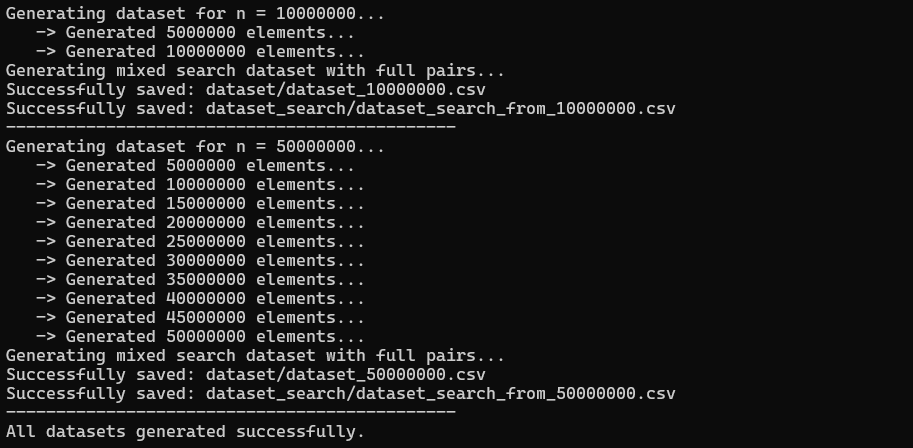 Generating dataset for n = 10000000...
   -> Generated 5000000 elements...
   -> Generated 10000000 elements...
Generating mixed search dataset with full pairs...
Successfully saved: dataset/dataset_10000000.csv
Successfully saved: dataset_search/dataset_search_from_10000000.csv
---------------------------------------------
Generating dataset for n = 50000000...
   -> Generated 5000000 elements...
   -> Generated 10000000 elements...
   -> Generated 15000000 elements...
   -> Generated 20000000 elements...
   -> Generated 25000000 elements...
   -> Generated 30000000 elements...
   -> Generated 35000000 elements...
   -> Generated 40000000 elements...
   -> Generated 45000000 elements...
   -> Generated 50000000 elements...
Generating mixed search dataset with full pairs...
Successfully saved: dataset/dataset_50000000.csv
Successfully saved: dataset_search/dataset_search_from_50000000.csv
---------------------------------------------
All datasets generated successfully.